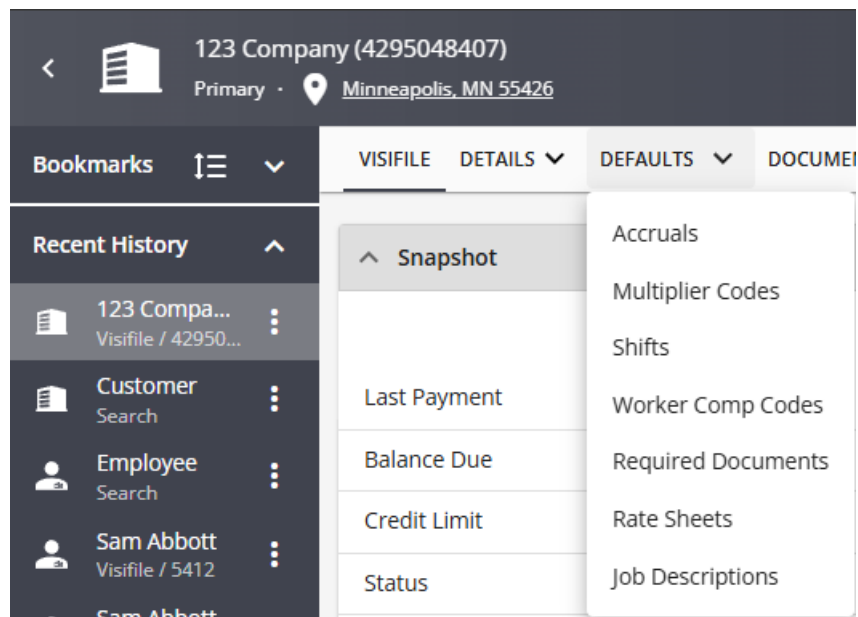 123 Company (4295048407)
Primary · Minneapolis, MN 55426
Bookmarks
VISIFILE DETAILS DEFAULTS
Recent History
123 Compa...
Visifile / 42950...
Customer
Search
Employee
Search
Sam Abbott
Visifile / 5412
Sam Abbott
Snapshot
Last Payment
Balance Due
Credit Limit
Status
Accruals
Multiplier Codes
Shifts
Worker Comp Codes
Required Documents
Rate Sheets
Job Descriptions